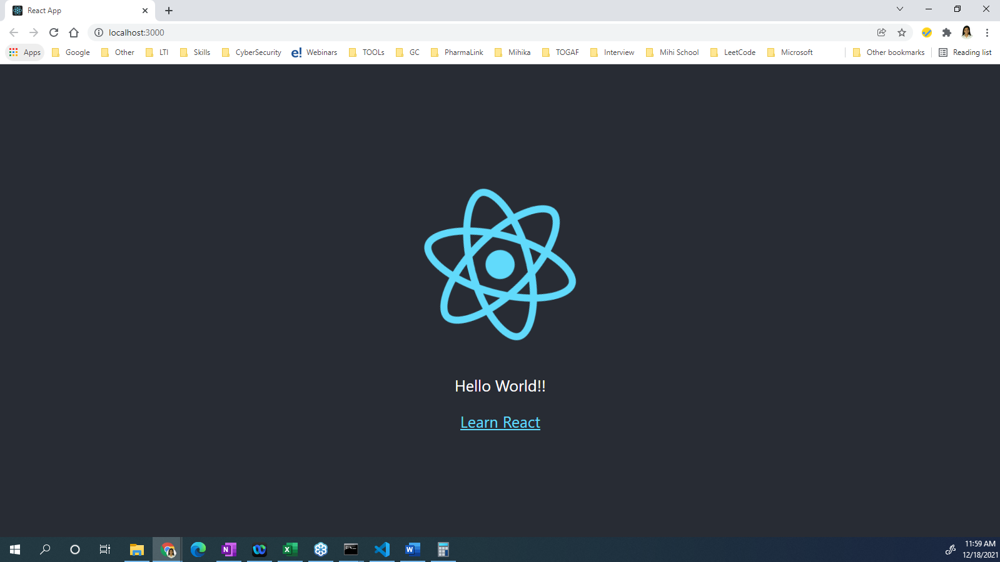 React App
localhost:3000
Apps Google Other LTI Skills CyberSecurity e! Webinars TOOLs GC PharmaLink Mihika TOGAF Interview Mihi School LeetCode Microsoft Other bookmarks Reading list
Hello World!!
Learn React
11:59 AM
12/18/2021